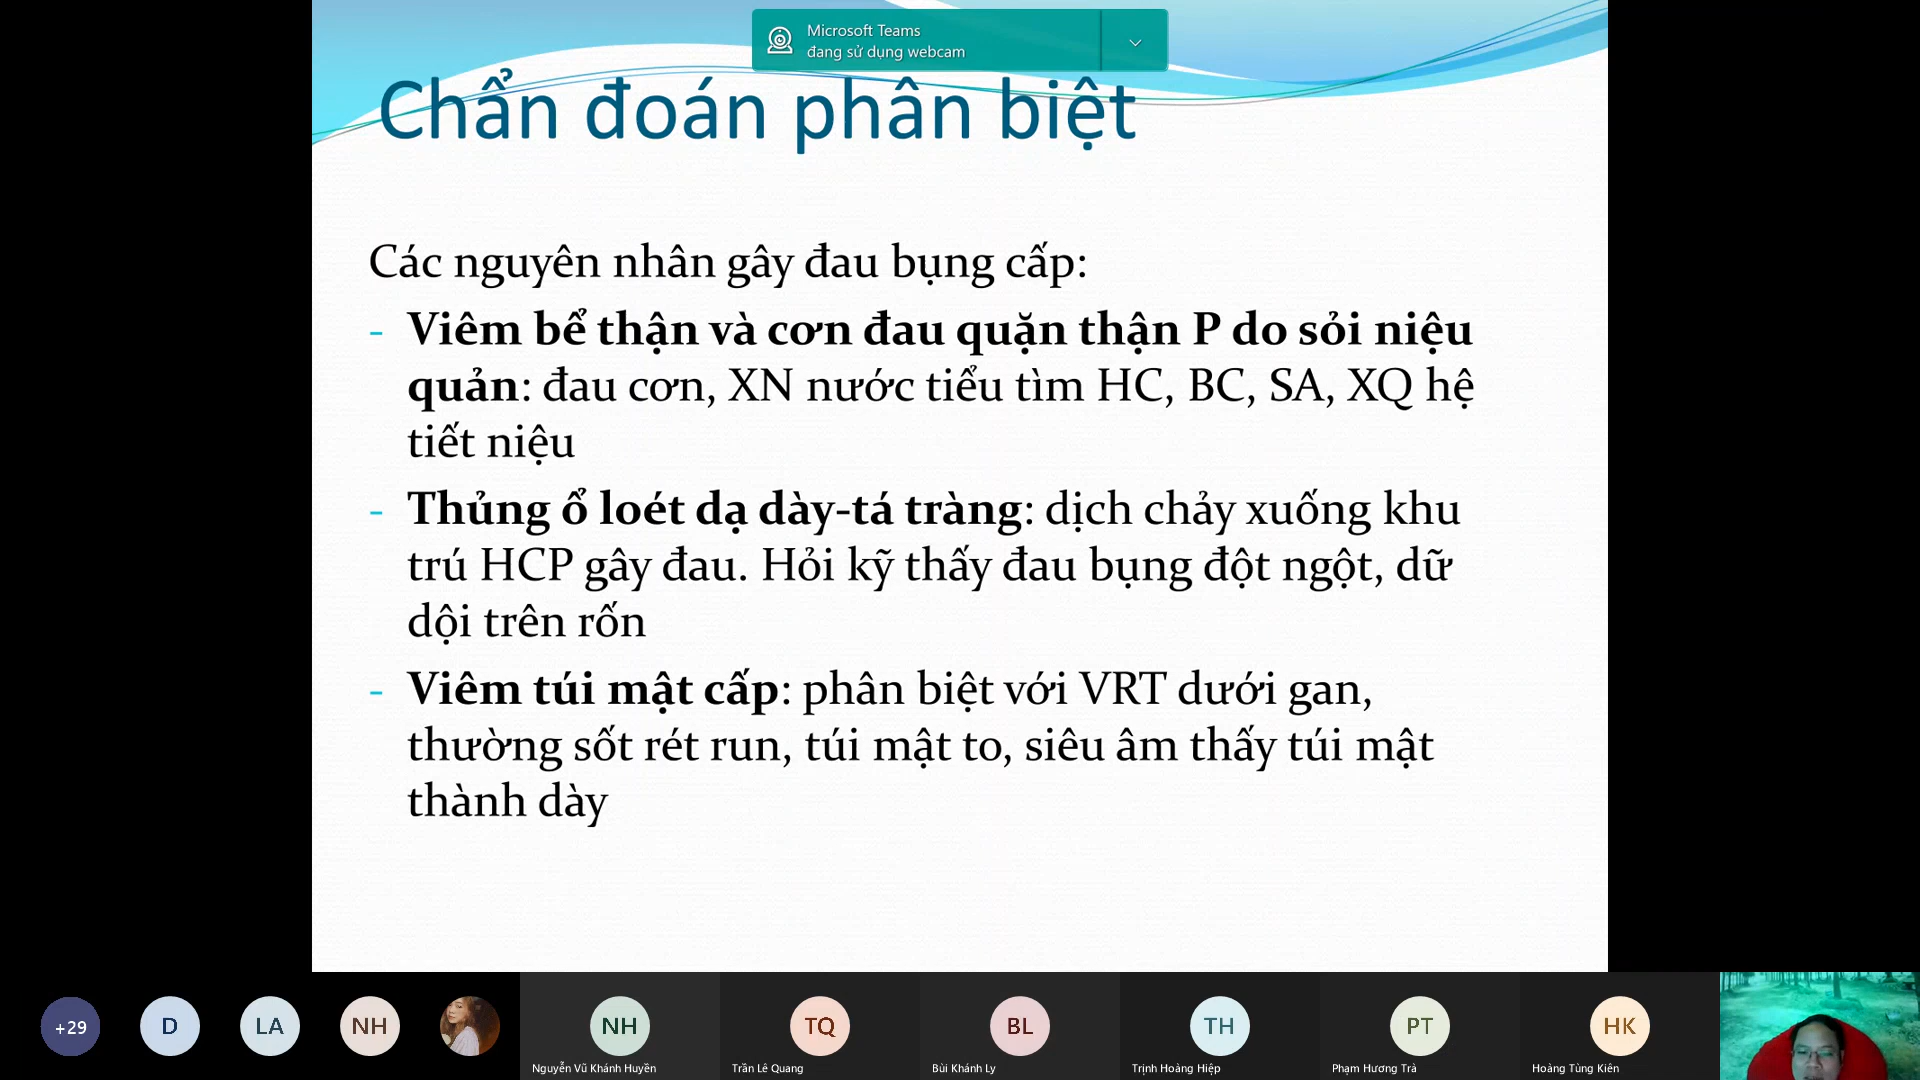 Microsoft Teams
đang sử dụng webcam
Chẩn đoán phân biệt
Các nguyên nhân gây đau bụng cấp:
- Viêm bể thận và cơn đau quặn thận P do sỏi niệu
quản: đau cơn, XN nước tiểu tìm HC, BC, SA, XQ hệ
tiết niệu
- Thủng ổ loét dạ dày-tá tràng: dịch chảy xuống khu
trú HCP gây đau. Hỏi kỹ thấy đau bụng đột ngột, dữ
dội trên rốn
- Viêm túi mật cấp: phân biệt với VRT dưới gan,
thường sốt rét run, túi mật to, siêu âm thấy túi mật
thành dày
+29
D
LA
NH
NH
TQ
BL
TH
PT
HK
Nguyễn Vũ Khánh Huyền
Trần Lê Quang
Bùi Khánh Ly
Trịnh Hoàng Hiệp
Phạm Hương Trà
Hoàng Tùng Kiên